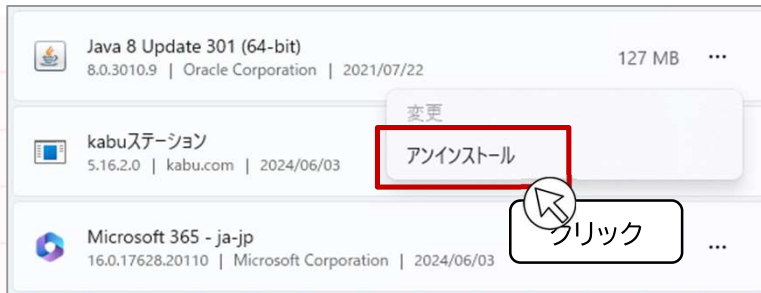 Java 8 Update 301 (64-bit)
8.0.3010.9 | Oracle Corporation | 2021/07/22
127 MB
変更
kabuステーション
5.16.2.0 | kabu.com | 2024/06/03
アンインストール
クリック
Microsoft 365 - ja-jp
16.0.17628.20110 | Microsoft Corporation | 2024/06/03